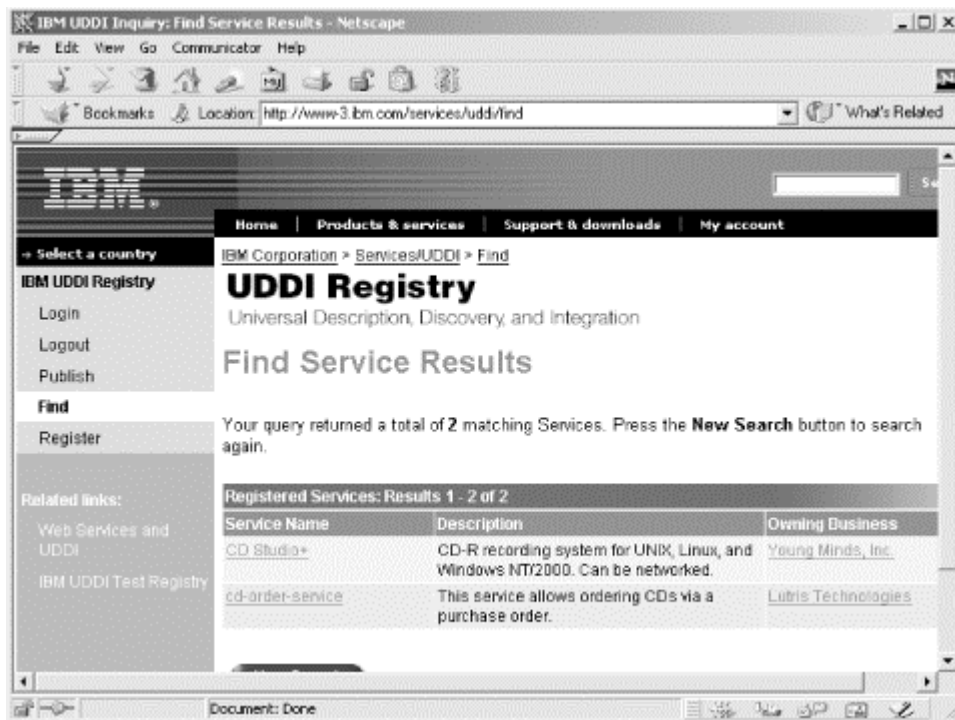 IBM UDDI Inquiry: Find Service Results - Netscape
File Edit View Go Communicator Help
Bookmarks Location: http://www-3.ibm.com/services/uddi/find What's Related
IBM
Home | Products & services | Support & downloads | My account
Select a country
IBM Corporation > Services/UDDI > Find
IBM UDDI Registry
UDDI Registry
Login
Universal Description, Discovery, and Integration
Logout
Find Service Results
Publish
Find
Register
Your query returned a total of 2 matching Services. Press the New Search button to search
again.
Related links:
Web Services and
UDDI
IBM UDDI Test Registry
Registered Services: Results 1 - 2 of 2
Service Name Description Owning Business
CD Studio+ CD-R recording system for UNIX, Linux, and Young Minds, Inc.
Windows NT/2000. Can be networked.
cd-order-service This service allows ordering CDs via a Lutris Technologies
purchase order.
Document: Done